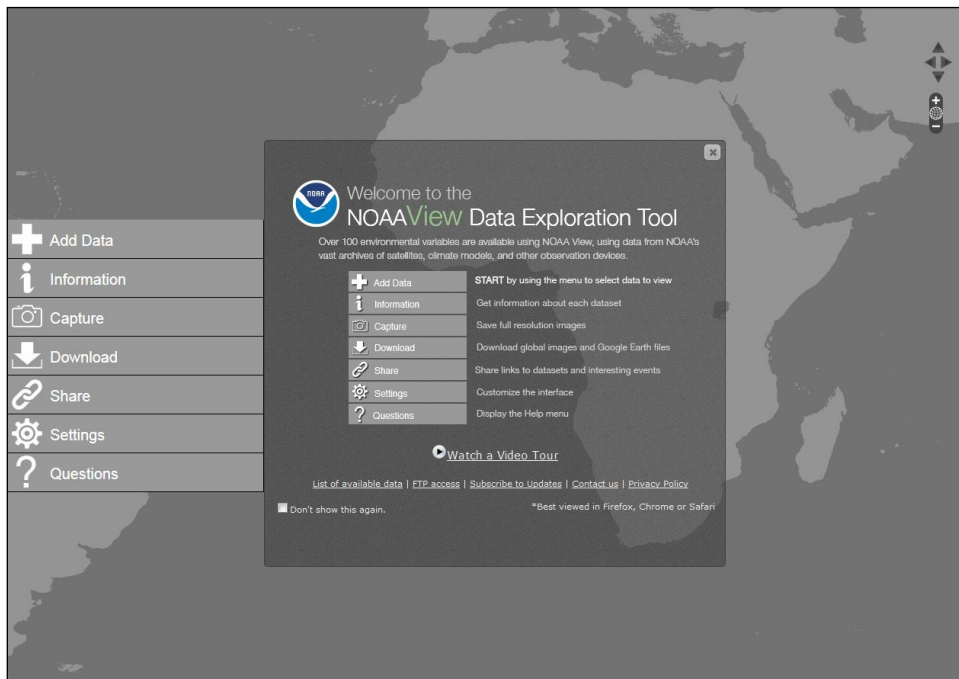 Add Data
Information
Capture
Download
Share
Settings
Questions
NOAA
Welcome to the
NOAAView Data Exploration Tool
Over 100 environmental variables are available using NOAA View, using data from NOAA's
vast archives of satellites, climate models, and other observation devices.
Add Data START by using the menu to select data to view
Information Get information about each dataset
Capture Save full resolution images
Download Download global images and Google Earth files
Share Share links to datasets and interesting events
Settings Customize the interface
Questions Display the Help menu
Watch a Video Tour
List of available data | FTP access | Subscribe to Updates | Contact us | Privacy Policy
Don't show this again. *Best viewed in Firefox, Chrome or Safari